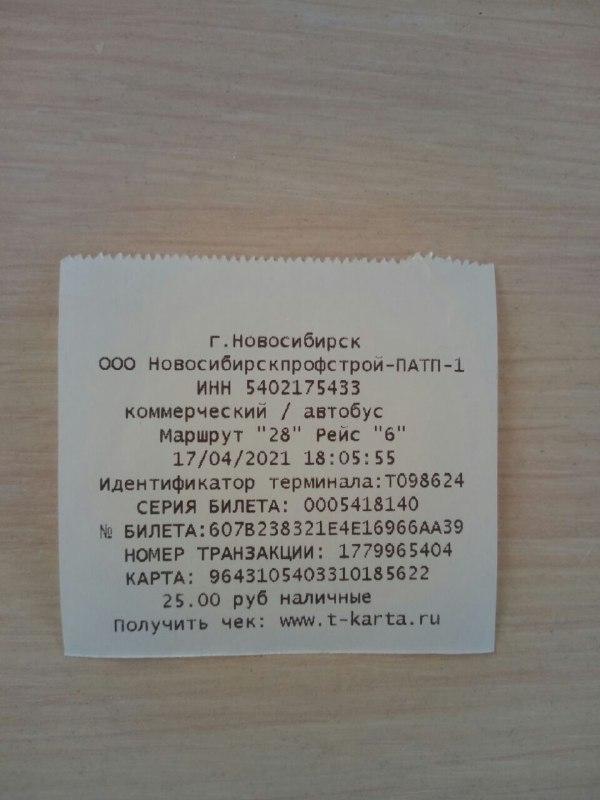 г.Новосибирск
ООО Новосибирскпрофстрой-ПАТП-1
ИНН 5402175433
коммерческий / автобус
Маршрут "28" Рейс "6"
17/04/2021 18:05:55
Идентификатор терминала:T098624
СЕРИЯ БИЛЕТА: 0005418140
№ БИЛЕТА:607B238321E4E16966AA39
НОМЕР ТРАНЗАКЦИИ: 1779965404
КАРТА: 9643105403310185622
25.00 руб наличные
Получить чек: www.t-karta.ru